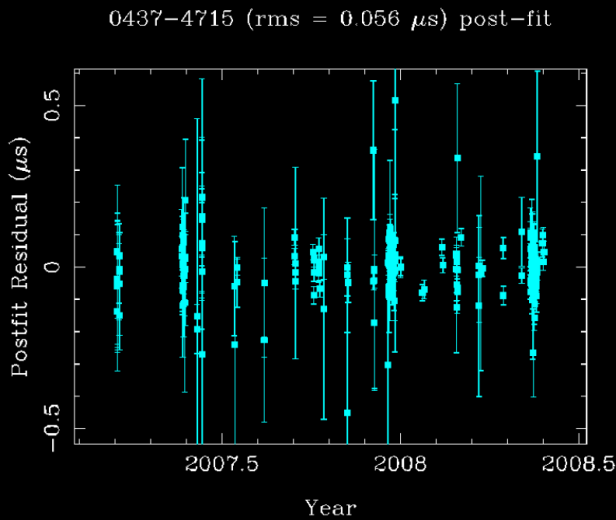 0437-4715 (rms = 0.056 μs) post-fit
Postfit Residual (μs)
0.5
0
-0.5
2007.5
2008
2008.5
Year